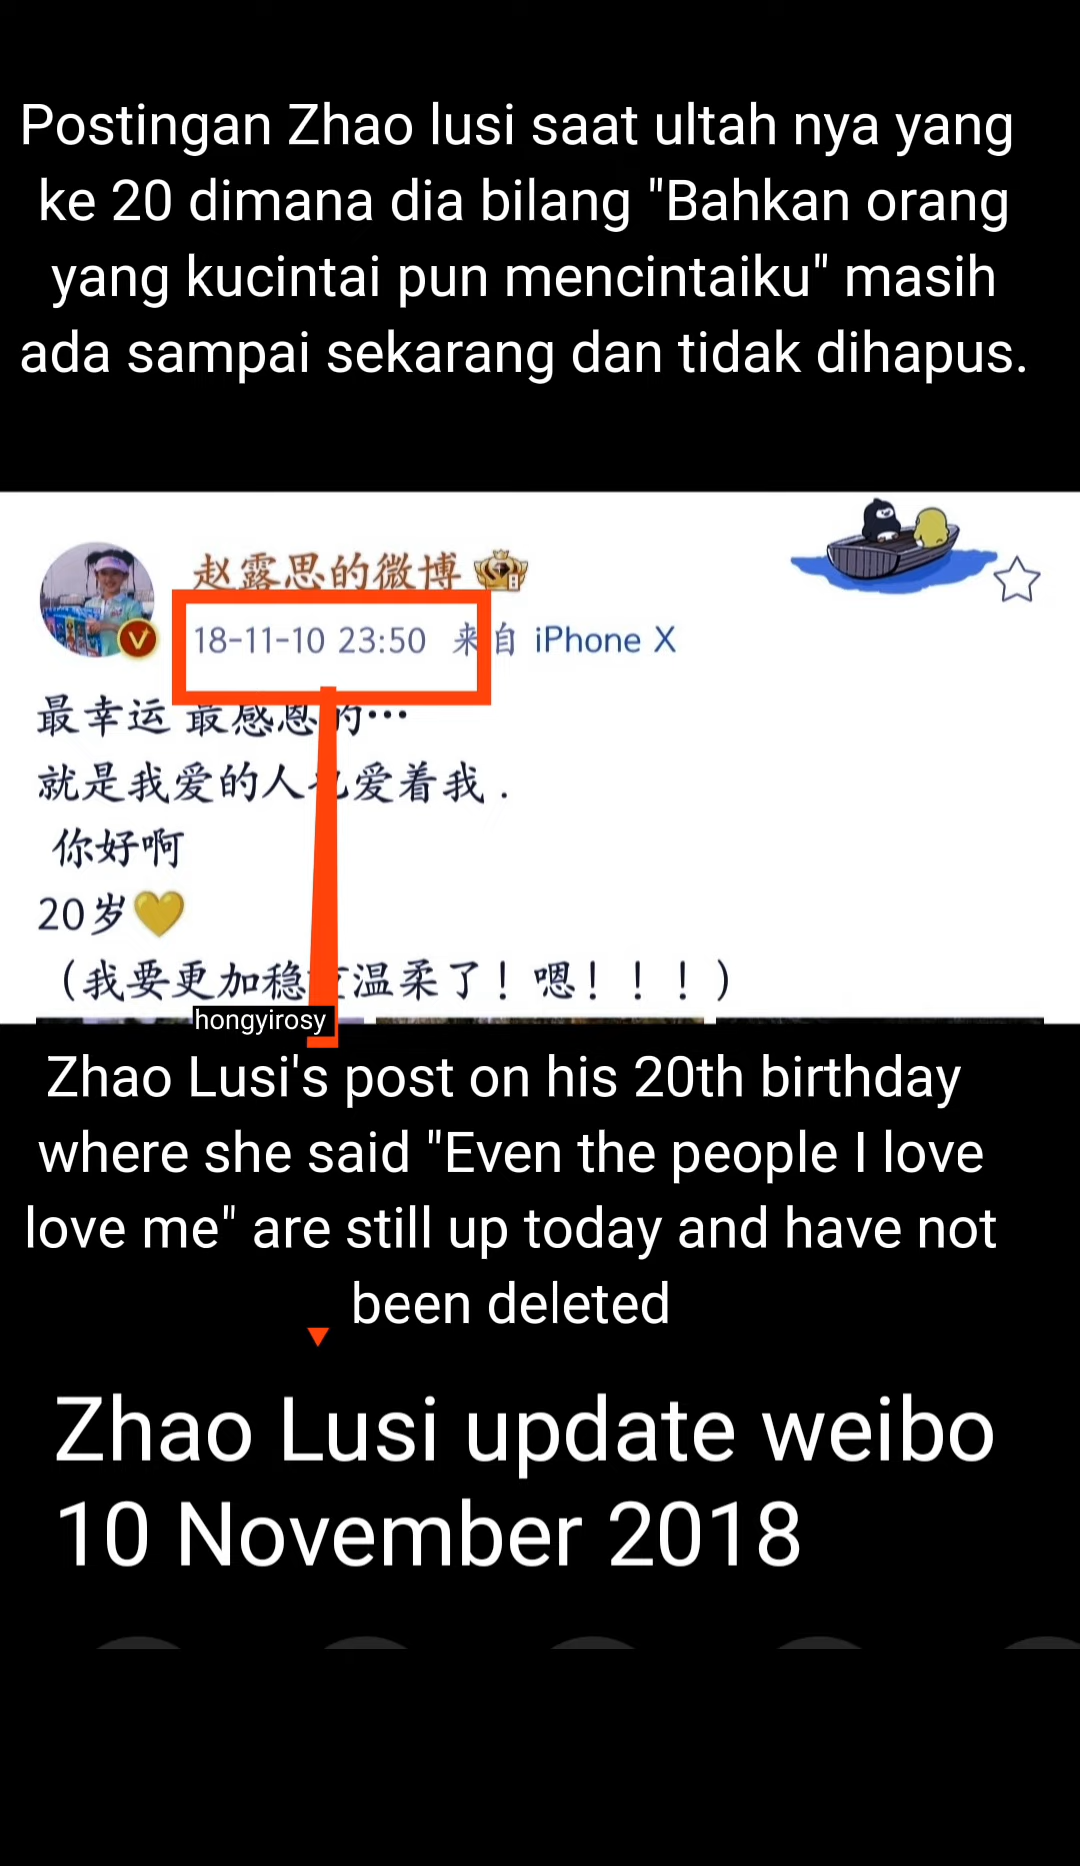 Postingan Zhao lusi saat ultah nya yang
ke 20 dimana dia bilang "Bahkan orang
yang kucintai pun mencintaiku" masih
ada sampai sekarang dan tidak dihapus.
赵露思的微博
18-11-10 23:50 来自 iPhone X
最幸运 最感恩的…
就是我爱的人也爱着我.
你好啊
20岁
(我要更加稳 温柔了! 嗯! ! ! )
hongyirosy
Zhao Lusi's post on his 20th birthday
where she said "Even the people I love
love me" are still up today and have not
been deleted
Zhao Lusi update weibo
10 November 2018